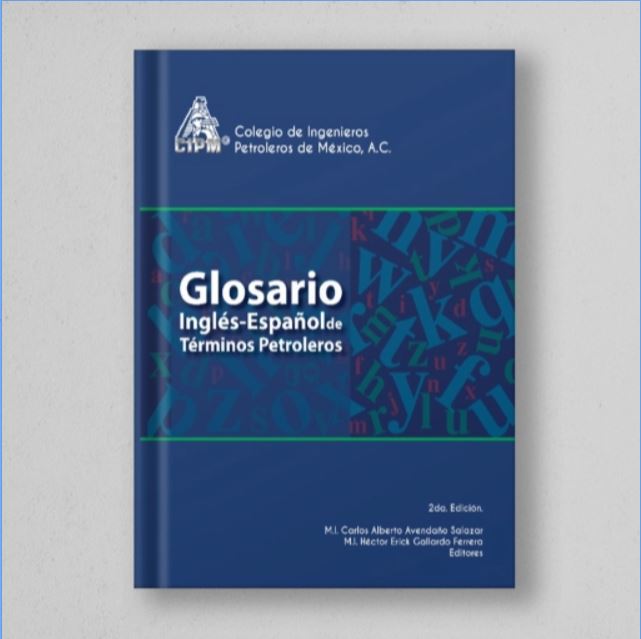 CIPM®
Colegio de Ingenieros
Petroleros de México, A.C.
Glosario
Inglés-Español de
Términos Petroleros
2da. Edición.
M.I. Carlos Alberto Avendaño Salazar
M.I. Héctor Erick Gallardo Ferrera
Editores